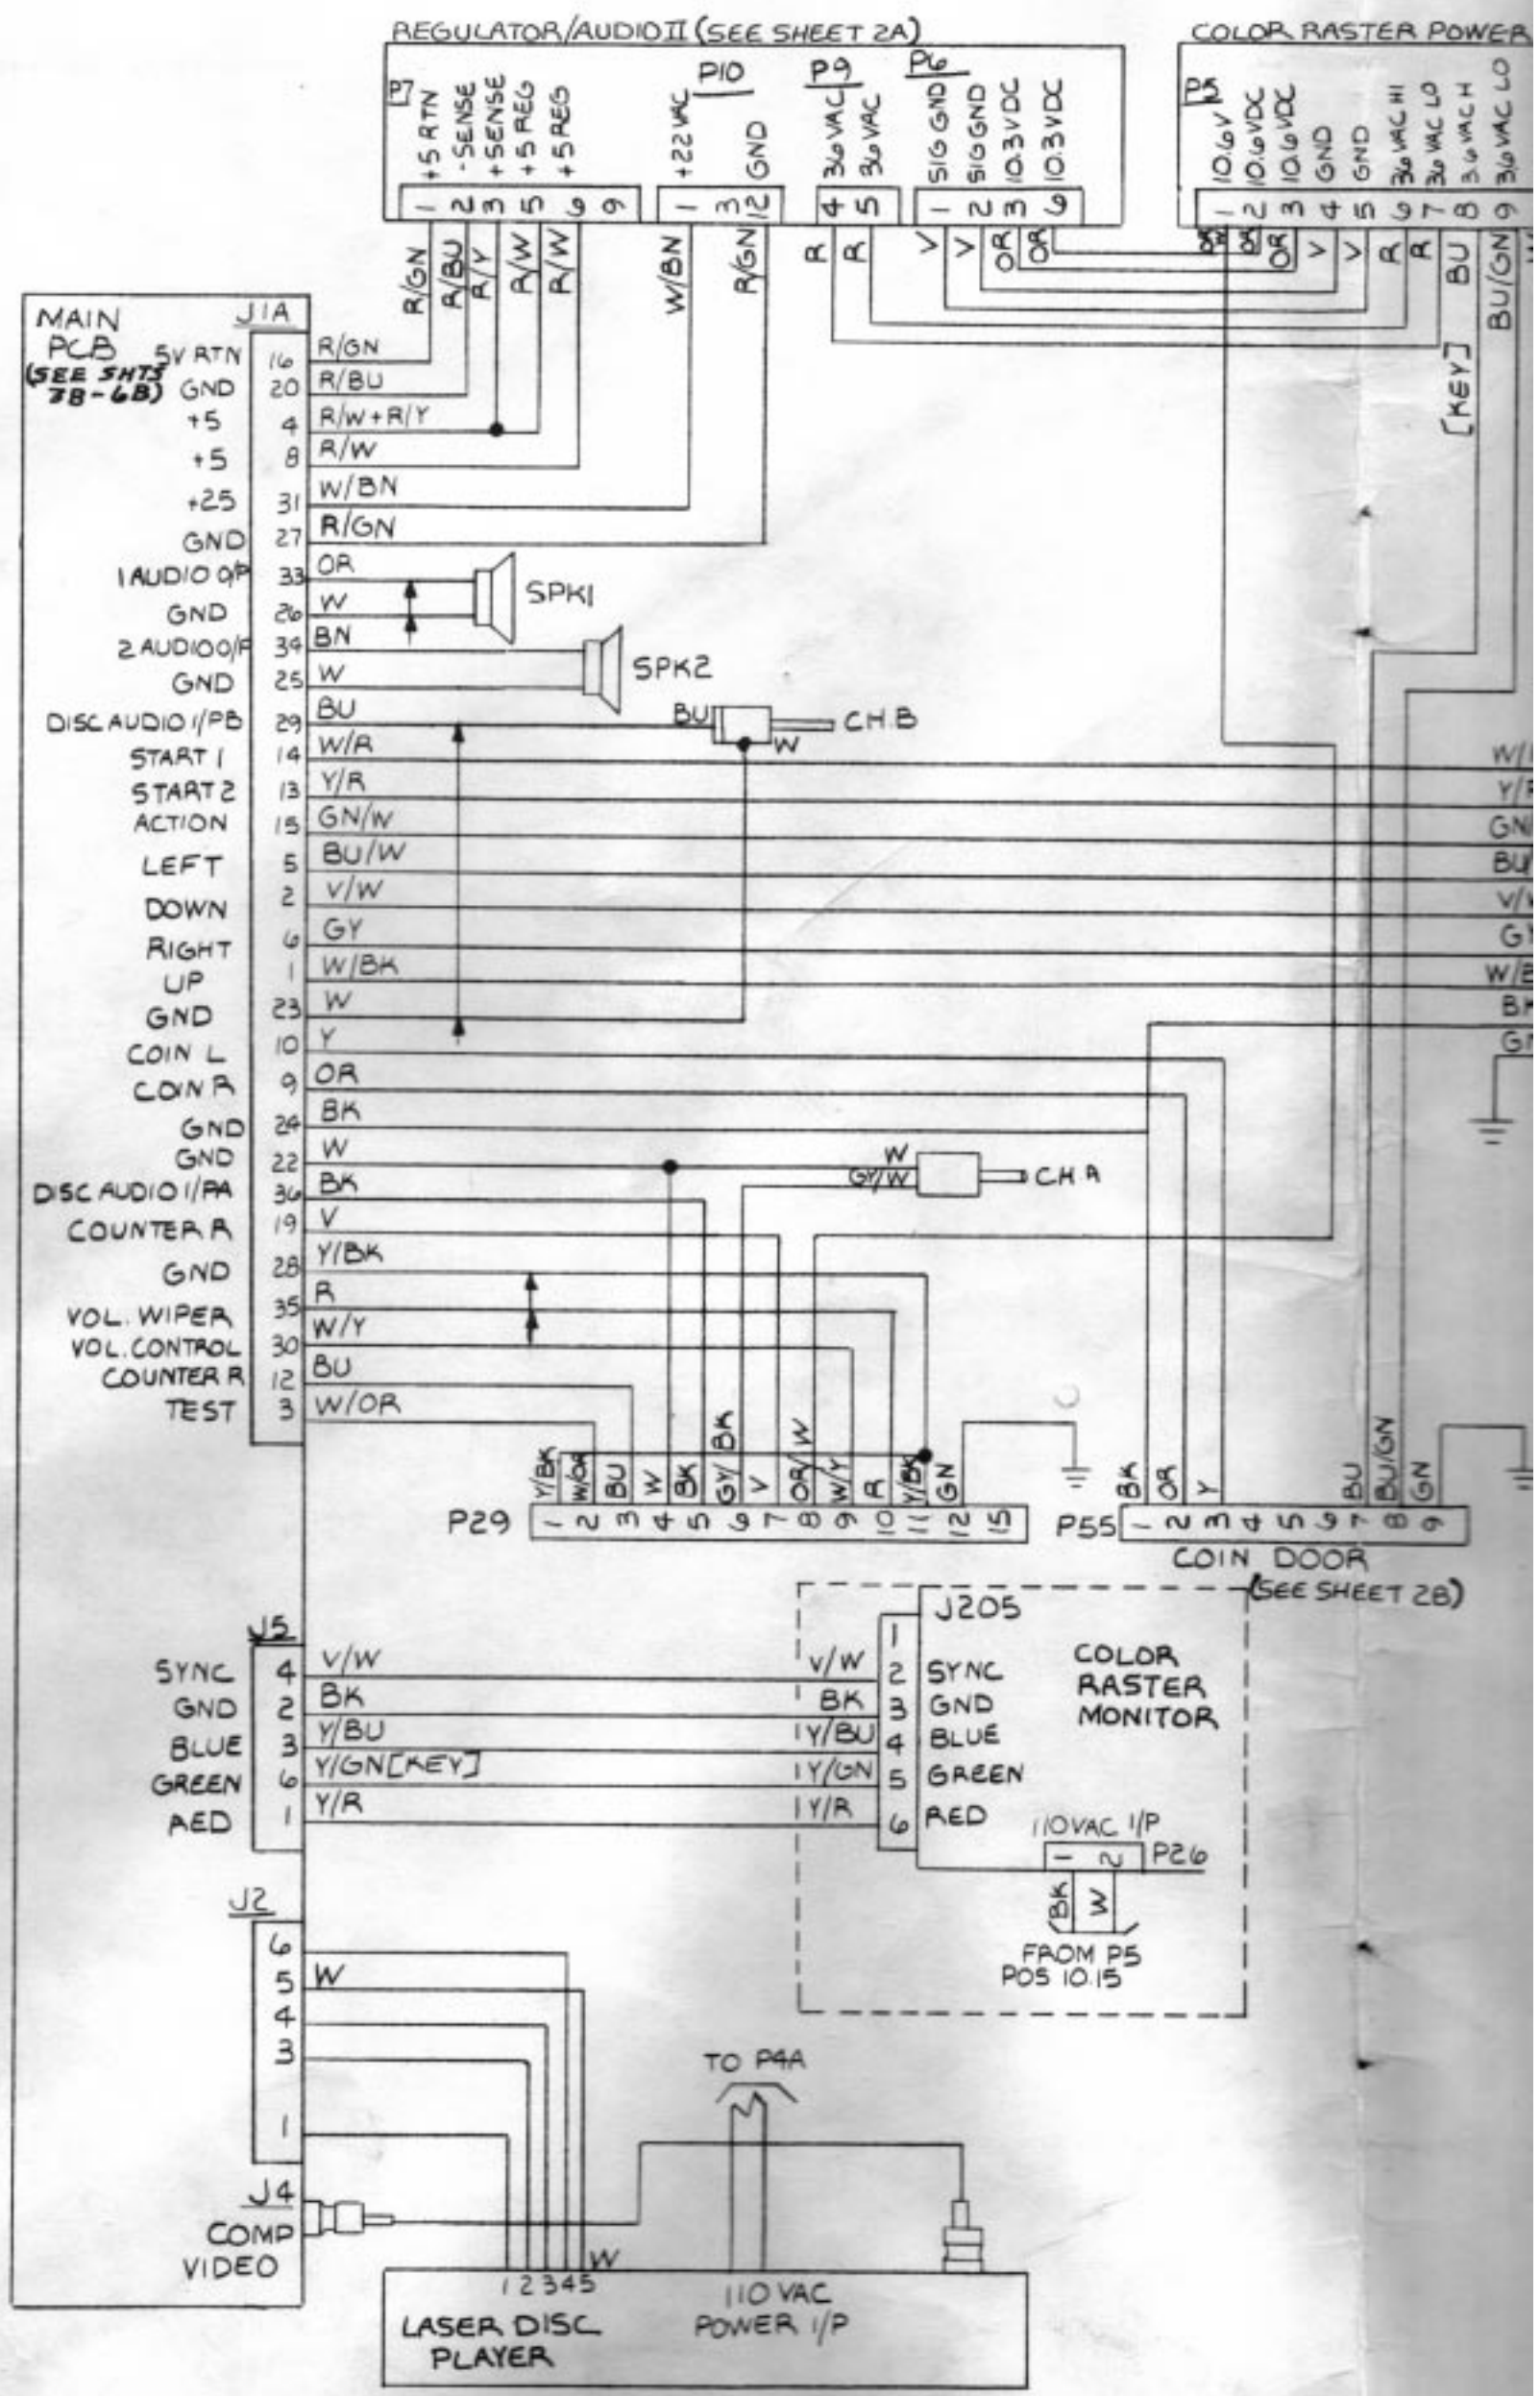 REGULATOR/AUDIO II (SEE SHEET 2A)
COLOR RASTER POWER
P7
+5 RTN
-SENSE
+SENSE
+5 REG
+5 REG
1 2 3 5 6 9
P10
+22 VAC
GND
1 3 12
P9
36 VAC
36 VAC
4 5
P6
SIG GND
SIG GND
10.3 VDC
10.3 VDC
1 2 3 6
P5
10.6V
10.6 VDC
10.6 VDC
GND
GND
36 VAC HI
36 VAC LO
3.6 VAC H
3.6 VAC LO
1 2 3 4 5 6 7 8 9
R/GN
R/BU
R/Y
R/W
R/W
W/BN
R/GN
R
R
V
V
OR
OR
OR
OR
V
V
R
R
BU
BU/GN
[KEY]
MAIN
PCB
(SEE SHTS
3B-6B)
J1A
5V RTN 16 R/GN
GND 20 R/BU
+5 4 R/W+R/Y
+5 8 R/W
+25 31 W/BN
GND 27 R/GN
1 AUDIO O/P 33 OR
SPK1
GND 26 W
2 AUDIO O/P 34 BN
SPK2
GND 25 W
DISC AUDIO I/PB 29 BU
BU
CH.B
W
START 1 14 W/R
W/
START 2 13 Y/R
Y/R
ACTION 15 GN/W
GN/
LEFT 5 BU/W
BU/
DOWN 2 V/W
V/W
RIGHT 6 GY
GY
UP 1 W/BK
W/B
GND 23 W
BK
COIN L 10 Y
COIN R 9 OR
GND 24 BK
GND 22 W
W
GY/W
CH A
DISC AUDIO I/PA 36 BK
COUNTER R 19 V
GND 28 Y/BK
VOL. WIPER 35 R
VOL. CONTROL 30 W/Y
COUNTER R 12 BU
TEST 3 W/OR
Y/BK
W/OR
BU
W
BK
GY/BK
V
OR/W
W/Y
R
Y/BK
GN
P29 1 2 3 4 5 6 7 8 9 10 11 12 15
BK
OR
Y
BU
BU/GN
GN
P55 1 2 3 4 5 6 7 8 9
COIN DOOR
(SEE SHEET 2B)
J5
SYNC 4 V/W
GND 2 BK
BLUE 3 Y/BU
GREEN 6 Y/GN[KEY]
RED 1 Y/R
J205
1
V/W 2 SYNC
BK 3 GND
Y/BU 4 BLUE
Y/GN 5 GREEN
Y/R 6 RED
COLOR
RASTER
MONITOR
110 VAC I/P
1 2 P26
BK W
FROM P5
POS 10.15
J2
6
5 W
4
3
1
TO P4A
J4
COMP
VIDEO
W
1 2 3 4 5
110 VAC
POWER I/P
LASER DISC
PLAYER